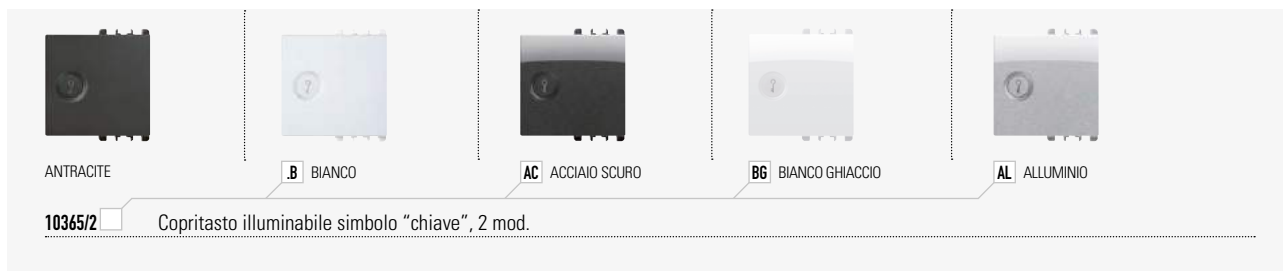 ANTRACITE .B BIANCO AC ACCIAIO SCURO BG BIANCO GHIACCIO AL ALLUMINIO
10365/2 Copritasto illuminabile simbolo “chiave”, 2 mod.